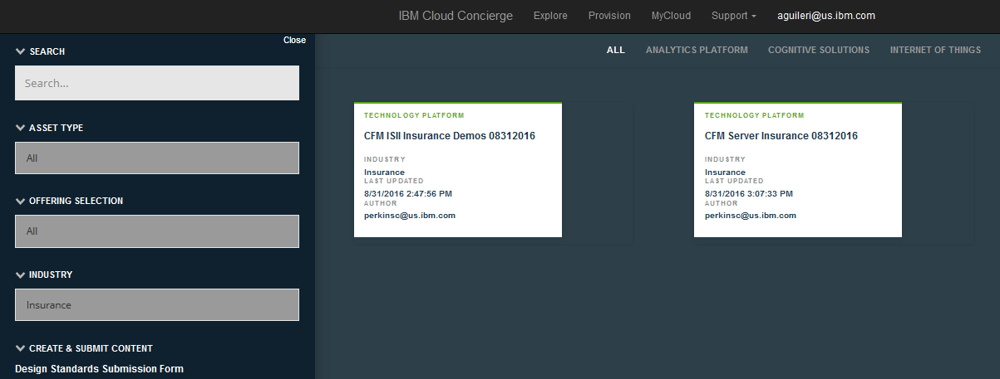 IBM Cloud Concierge Explore Provision MyCloud Support aguileri@us.ibm.com
Close
SEARCH
Search...
ASSET TYPE
All
OFFERING SELECTION
All
INDUSTRY
Insurance
CREATE & SUBMIT CONTENT
Design Standards Submission Form
ALL ANALYTICS PLATFORM COGNITIVE SOLUTIONS INTERNET OF THINGS
TECHNOLOGY PLATFORM
CFM ISII Insurance Demos 08312016
INDUSTRY
Insurance
LAST UPDATED
8/31/2016 2:47:56 PM
AUTHOR
perkinsc@us.ibm.com
TECHNOLOGY PLATFORM
CFM Server Insurance 08312016
INDUSTRY
Insurance
LAST UPDATED
8/31/2016 3:07:33 PM
AUTHOR
perkinsc@us.ibm.com